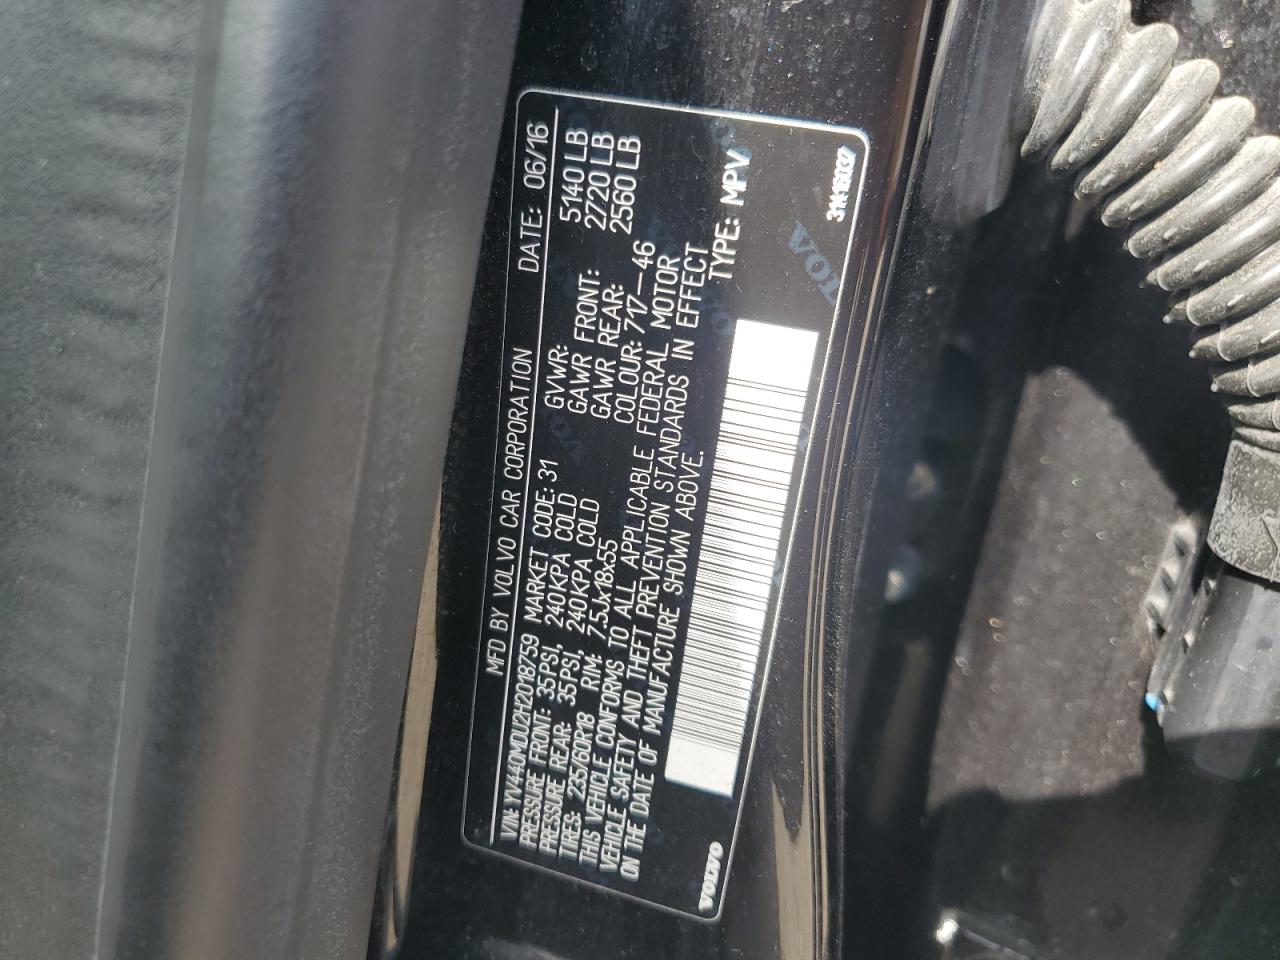 MFD BY VOLVO CAR CORPORATION DATE: 06/16
VIN: YV440MDU2H2018759 MARKET CODE: 31 GVWR: 5140 LB
PRESSURE FRONT: 35PSI, 240KPA COLD GAWR FRONT: 2720 LB
PRESSURE REAR: 35PSI, 240KPA COLD GAWR REAR: 2560 LB
TIRES: 235/60R18 RIM: 7.5Jx18x55 COLOUR: 717—46
THIS VEHICLE CONFORMS TO ALL APPLICABLE FEDERAL MOTOR
VEHICLE SAFETY AND THEFT PREVENTION STANDARDS IN EFFECT
ON THE DATE OF MANUFACTURE SHOWN ABOVE. TYPE: MPV
VOLVO